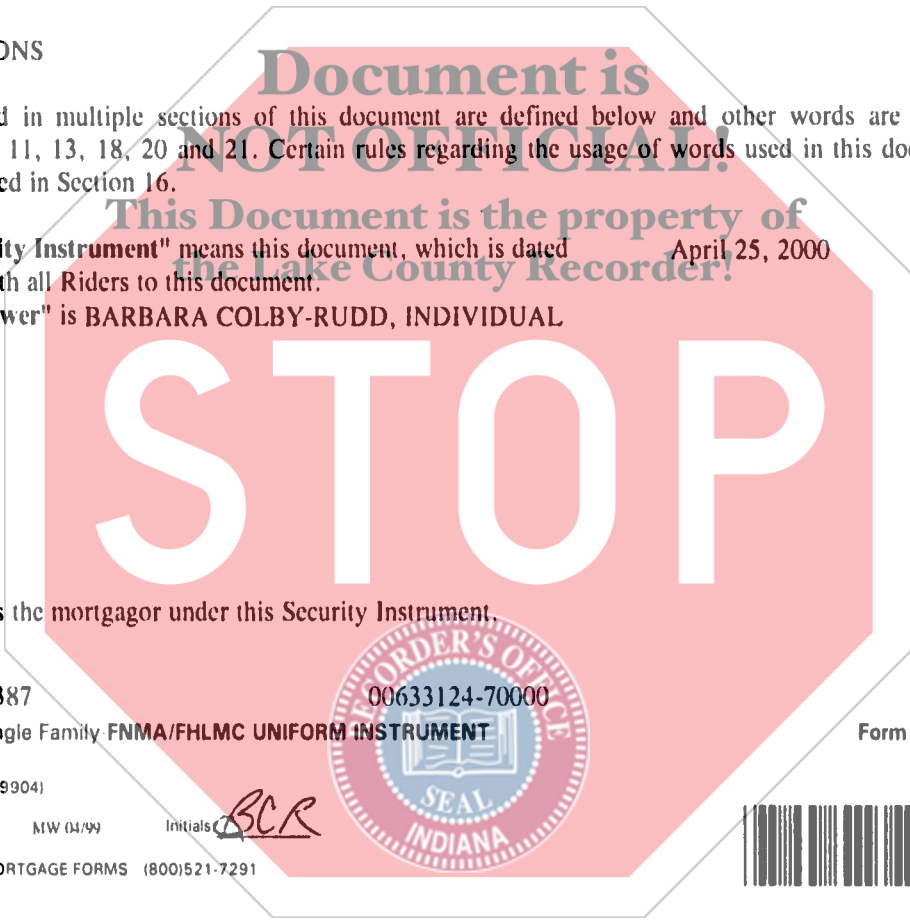 ONS
Document is
d in multiple sections of this document are defined below and other words are
NOT OFFICIAL!
11, 13, 18, 20 and 21. Certain rules regarding the usage of words used in this doc
ed in Section 16.
This Document is the property of
ity Instrument" means this document, which is dated April 25, 2000
the Lake County Recorder!
th all Riders to this document.
wer" is BARBARA COLBY-RUDD, INDIVIDUAL
STOP
s the mortgagor under this Security Instrument.
RECORDER'S OFFICE
387 00633124-70000
gle Family FNMA/FHLMC UNIFORM INSTRUMENT Form
9904)
SEAL
MW 04/99 Initials BCR
INDIANA
ORTGAGE FORMS (800)521-7291